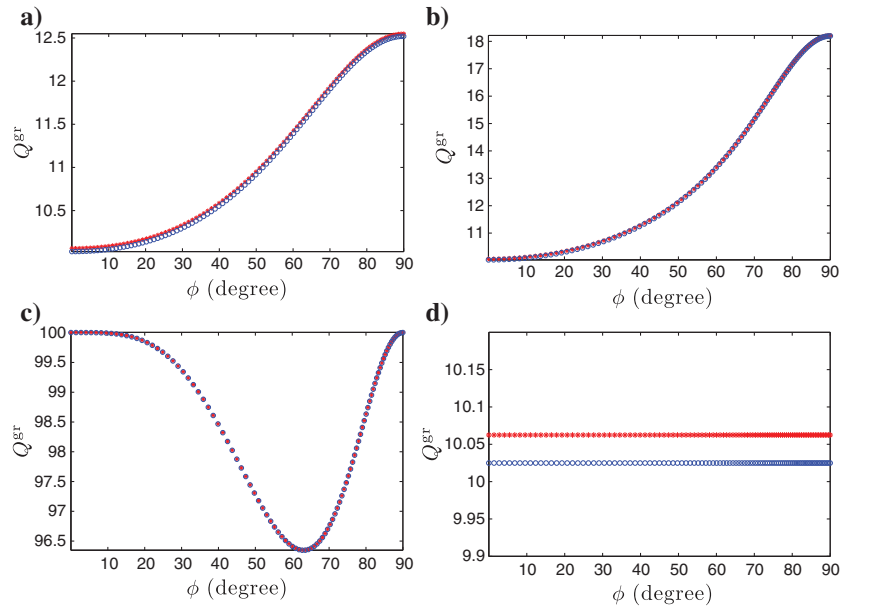 a)
12.5
12
11.5
11
10.5
Q^gr
10 20 30 40 50 60 70 80 90
ϕ (degree)
b)
18
17
16
15
14
13
12
11
Q^gr
10 20 30 40 50 60 70 80 90
ϕ (degree)
c)
100
99.5
99
98.5
98
97.5
97
96.5
Q^gr
10 20 30 40 50 60 70 80 90
ϕ (degree)
d)
10.15
10.1
10.05
10
9.95
9.9
Q^gr
10 20 30 40 50 60 70 80 90
ϕ (degree)